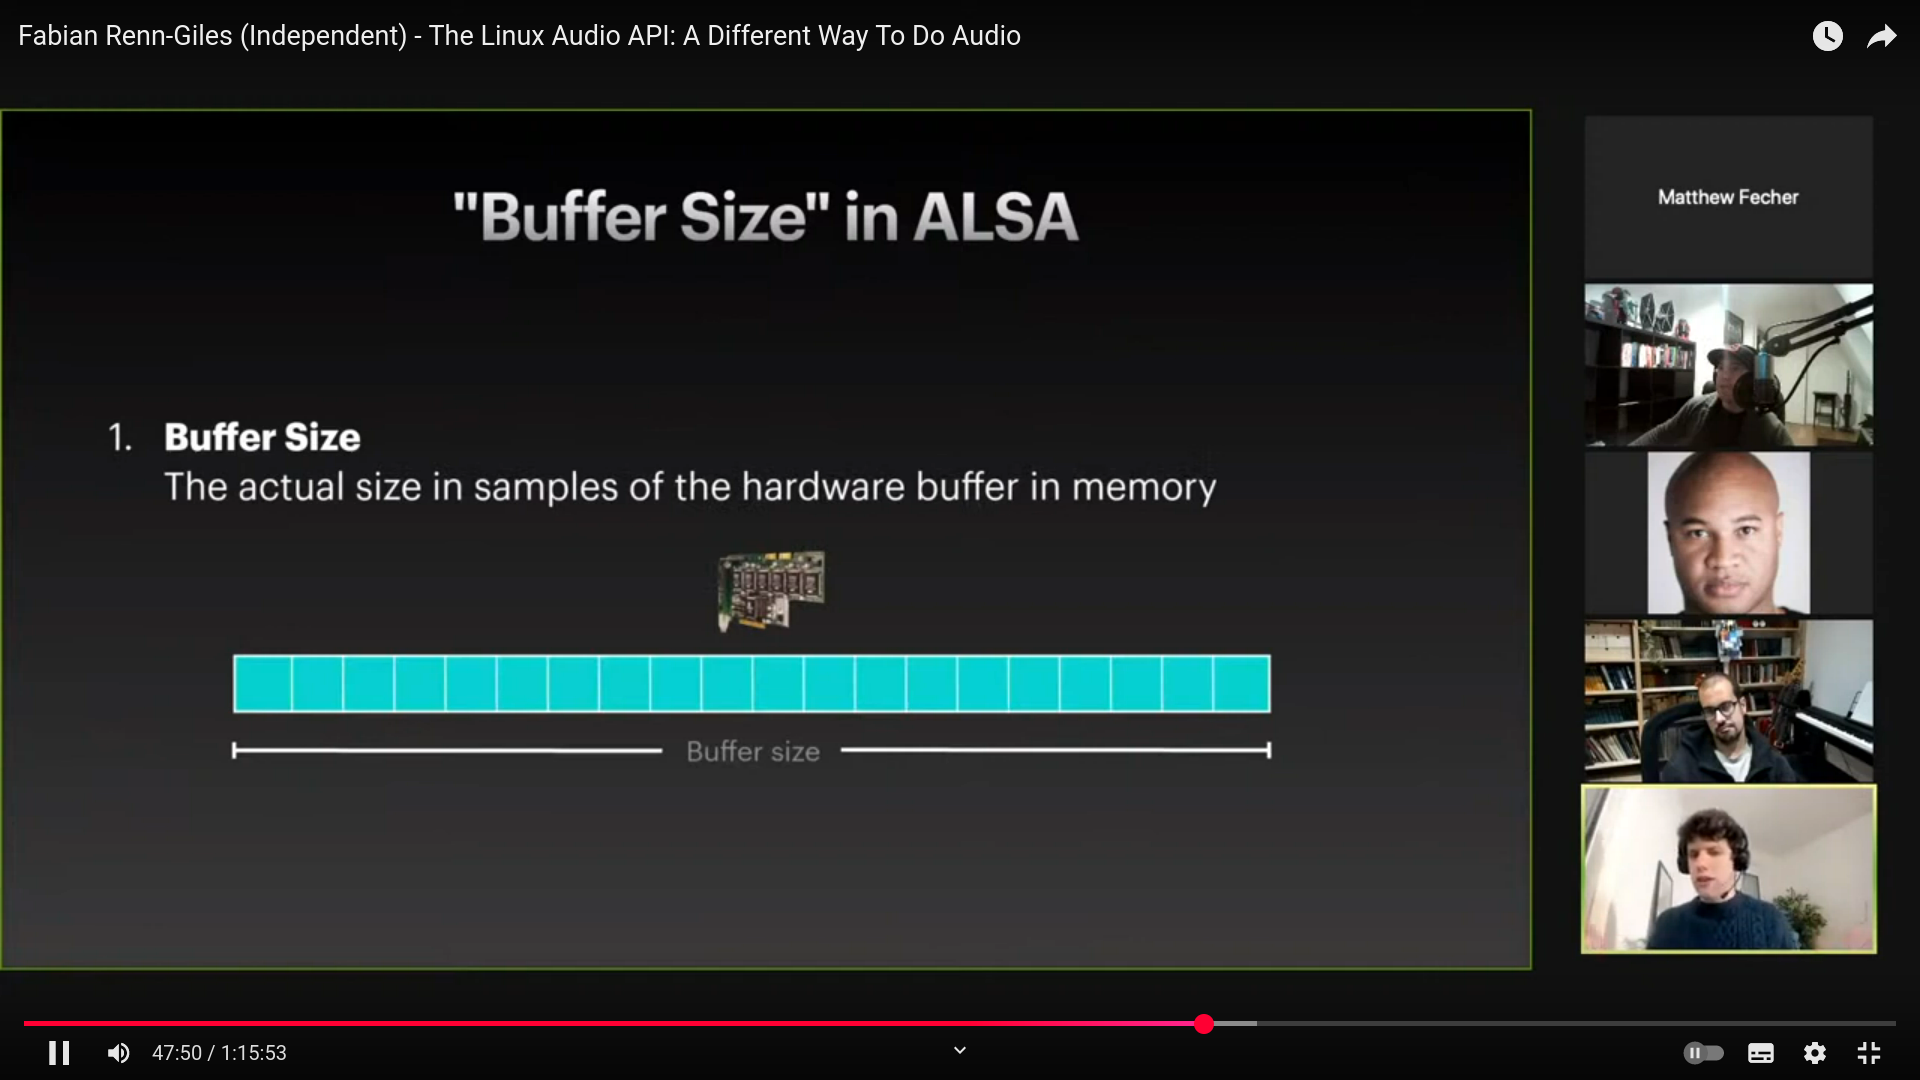 Fabian Renn-Giles (Independent) - The Linux Audio API: A Different Way To Do Audio
"Buffer Size" in ALSA
1. Buffer Size
The actual size in samples of the hardware buffer in memory
Buffer size
Matthew Fecher
47:50 / 1:15:53